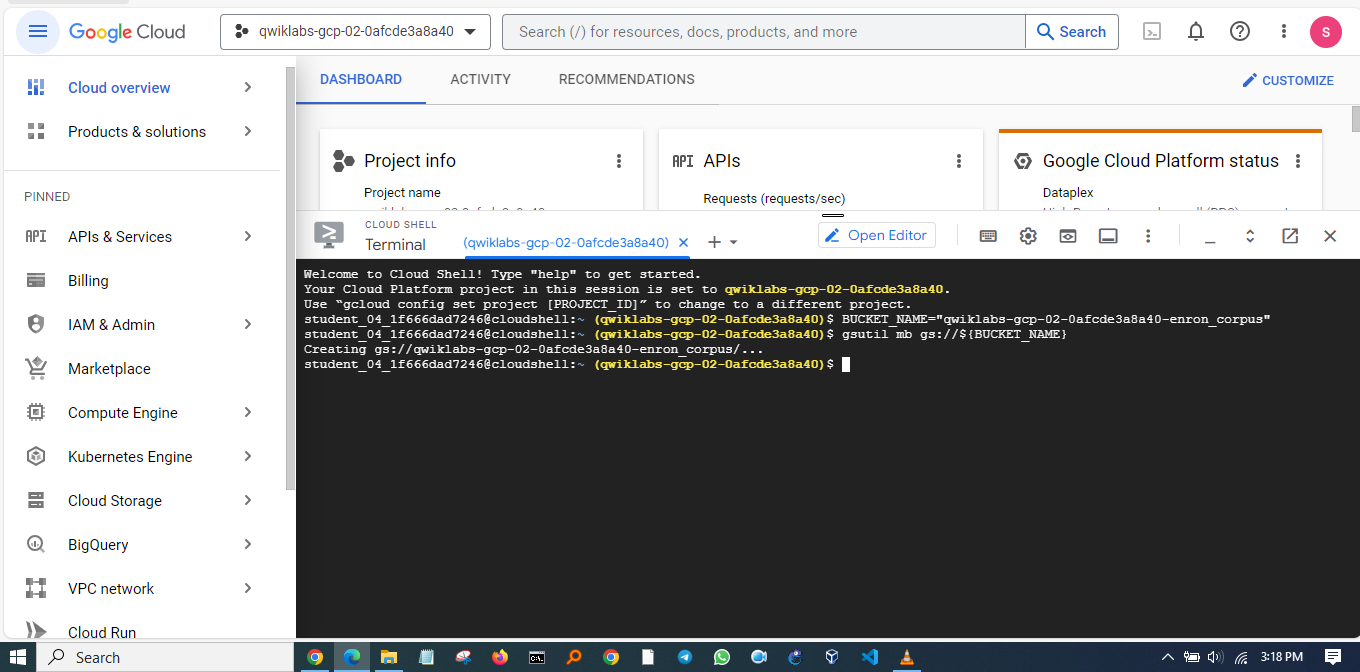 Google Cloud
qwiklabs-gcp-02-0afcde3a8a40
Search (/) for resources, docs, products, and more
Search
S
Cloud overview
Products & solutions
PINNED
API APIs & Services
Billing
IAM & Admin
Marketplace
Compute Engine
Kubernetes Engine
Cloud Storage
BigQuery
VPC network
Cloud Run
DASHBOARD
ACTIVITY
RECOMMENDATIONS
CUSTOMIZE
Project info
Project name
API APIs
Requests (requests/sec)
Google Cloud Platform status
Dataplex
CLOUD SHELL
Terminal
(qwiklabs-gcp-02-0afcde3a8a40)
Open Editor
Welcome to Cloud Shell! Type "help" to get started.
Your Cloud Platform project in this session is set to qwiklabs-gcp-02-0afcde3a8a40.
Use “gcloud config set project [PROJECT_ID]” to change to a different project.
student_04_1f666dad7246@cloudshell:~ (qwiklabs-gcp-02-0afcde3a8a40)$ BUCKET_NAME="qwiklabs-gcp-02-0afcde3a8a40-enron_corpus"
student_04_1f666dad7246@cloudshell:~ (qwiklabs-gcp-02-0afcde3a8a40)$ gsutil mb gs://${BUCKET_NAME}
Creating gs://qwiklabs-gcp-02-0afcde3a8a40-enron_corpus/...
student_04_1f666dad7246@cloudshell:~ (qwiklabs-gcp-02-0afcde3a8a40)$
Search
3:18 PM